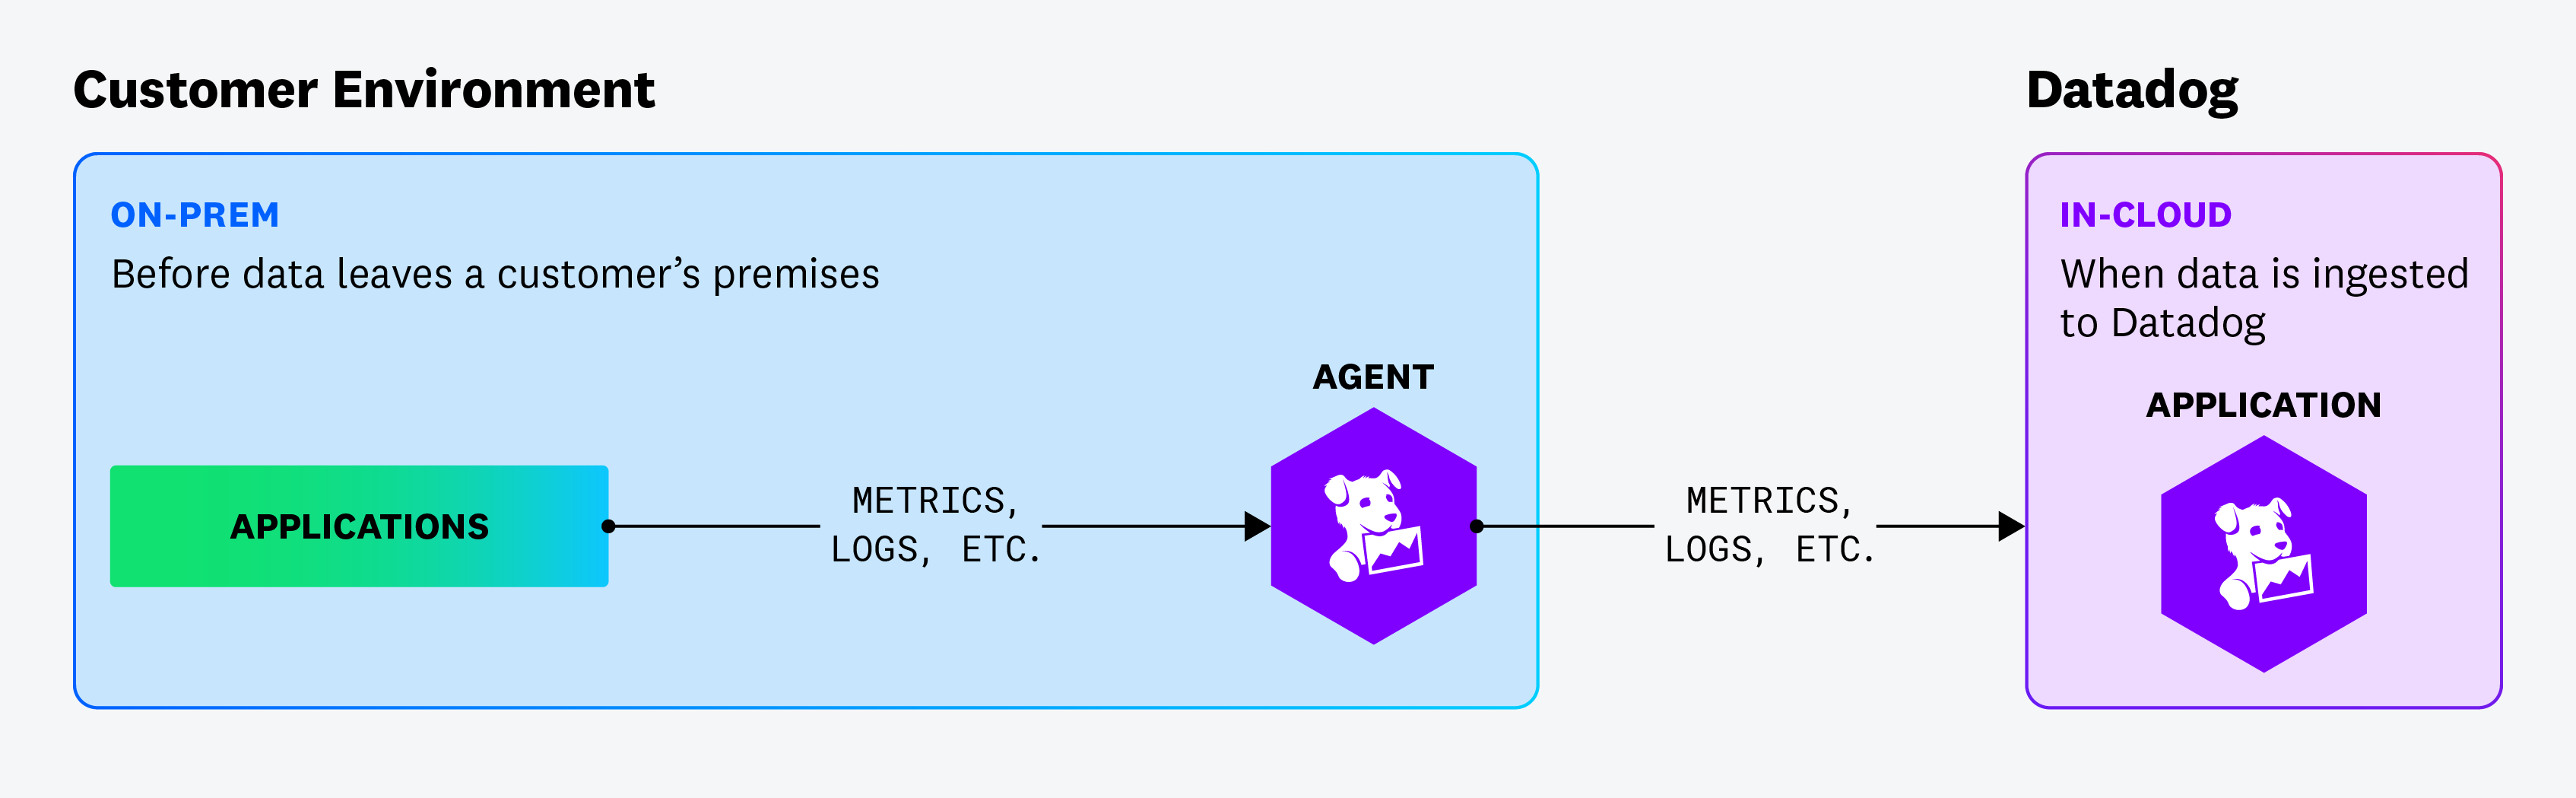 Customer Environment
Datadog
ON-PREM
Before data leaves a customer’s premises
IN-CLOUD
When data is ingested
to Datadog
AGENT
APPLICATION
APPLICATIONS
METRICS,
LOGS, ETC.
METRICS,
LOGS, ETC.